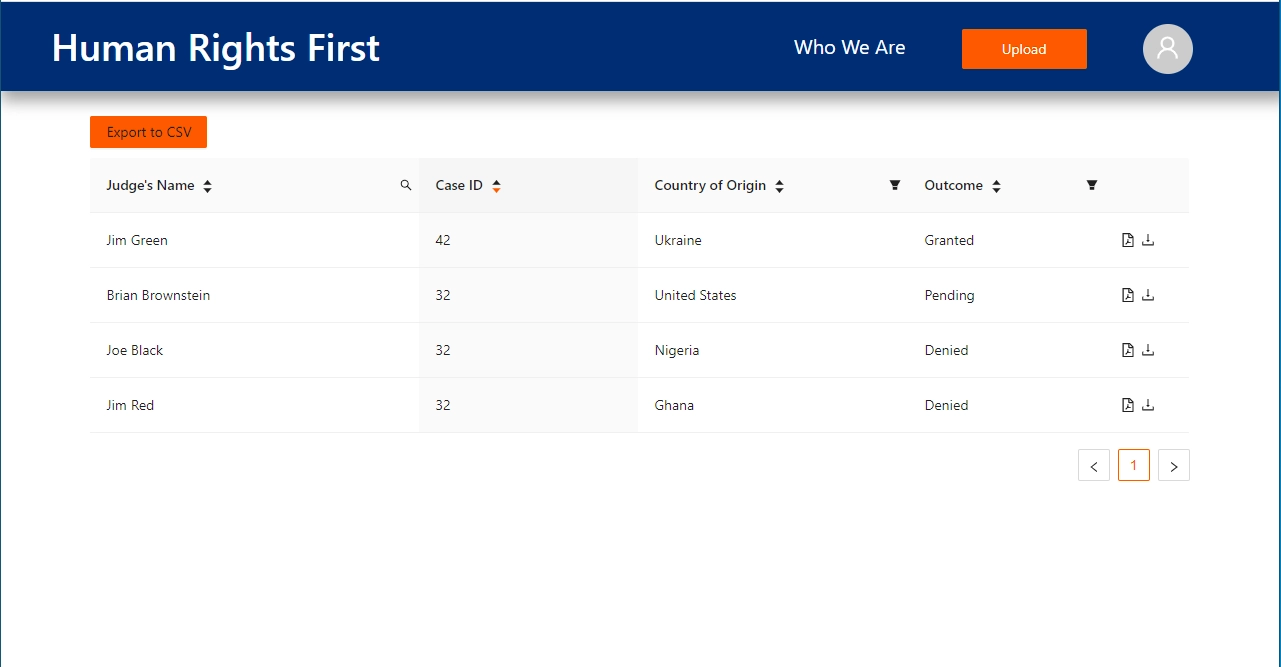 Human Rights First Who We Are Upload
Export to CSV
Judge's Name Case ID Country of Origin Outcome
Jim Green 42 Ukraine Granted
Brian Brownstein 32 United States Pending
Joe Black 32 Nigeria Denied
Jim Red 32 Ghana Denied
< 1 >